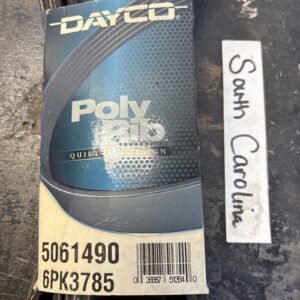 DAYCO
Poly
Rib
5061490
6PK3785
South Carolina